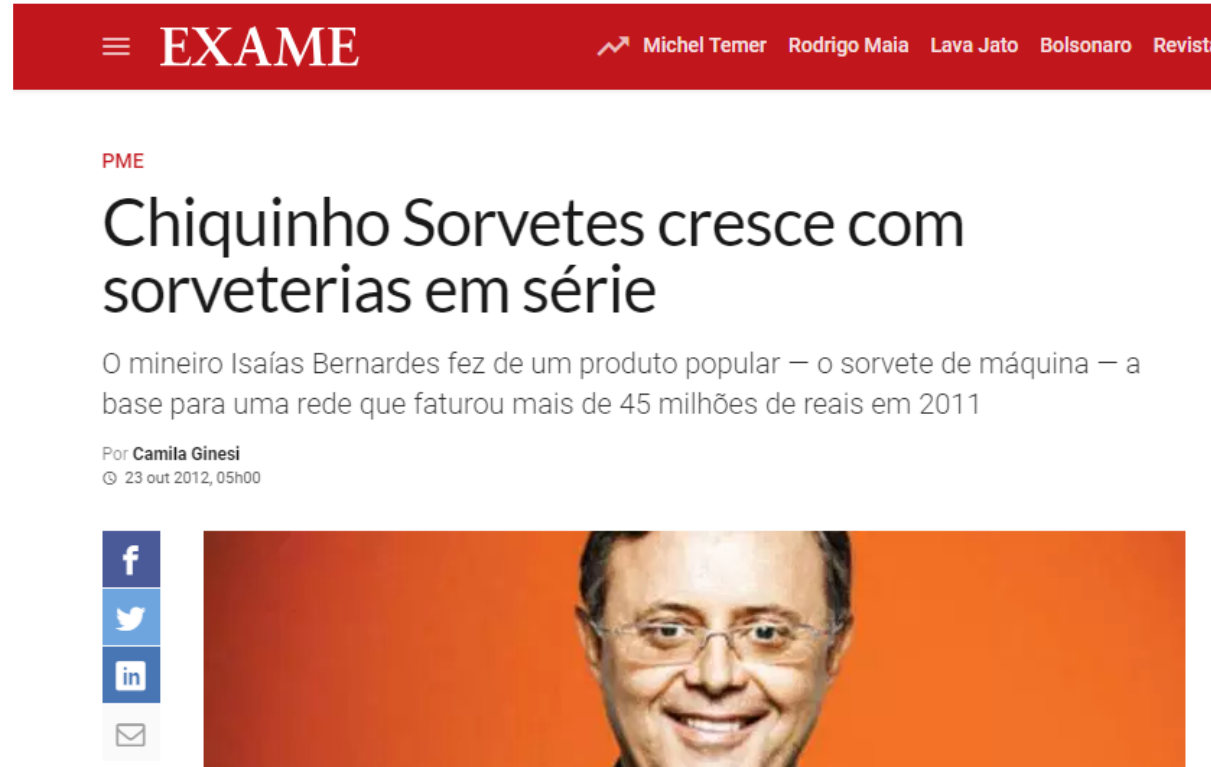 EXAME
Michel Temer Rodrigo Maia Lava Jato Bolsonaro Revist
PME
Chiquinho Sorvetes cresce com
sorveterias em série
O mineiro Isaías Bernardes fez de um produto popular — o sorvete de máquina — a
base para uma rede que faturou mais de 45 milhões de reais em 2011
Por Camila Ginesi
23 out 2012, 05h00
f
in